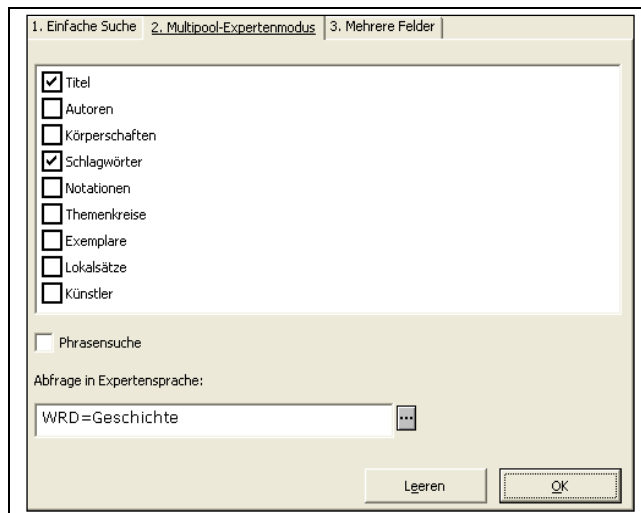 1. Einfache Suche 2. Multipool-Expertenmodus 3. Mehrere Felder
Titel
Autoren
Körperschaften
Schlagwörter
Notationen
Themenkreise
Exemplare
Lokalsätze
Künstler
Phrasensuche
Abfrage in Expertensprache:
WRD=Geschichte ...
Leeren OK